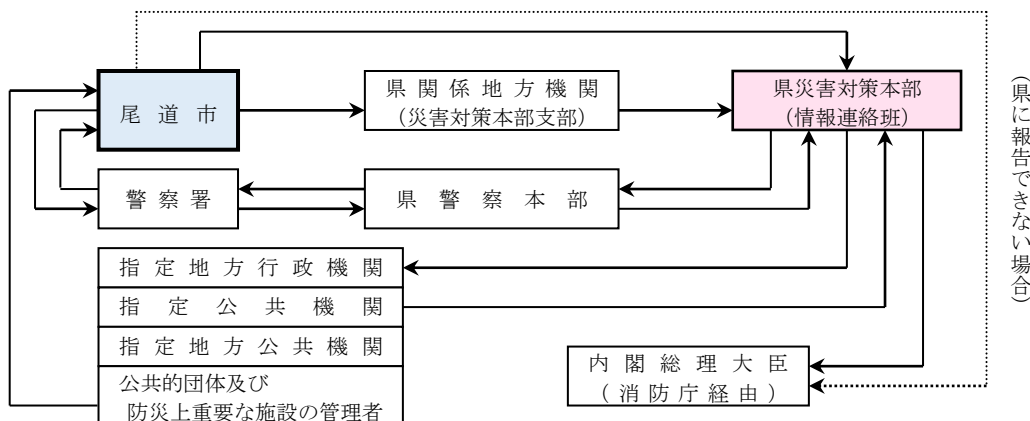 尾道市
県関係地方機関
（災害対策本部支部）
県災害対策本部
（情報連絡班）
（県に報告できない場合）
警察署
県警察本部
指定地方行政機関
指定公共機関
指定地方公共機関
公共的団体及び
防災上重要な施設の管理者
内閣総理大臣
（消防庁経由）